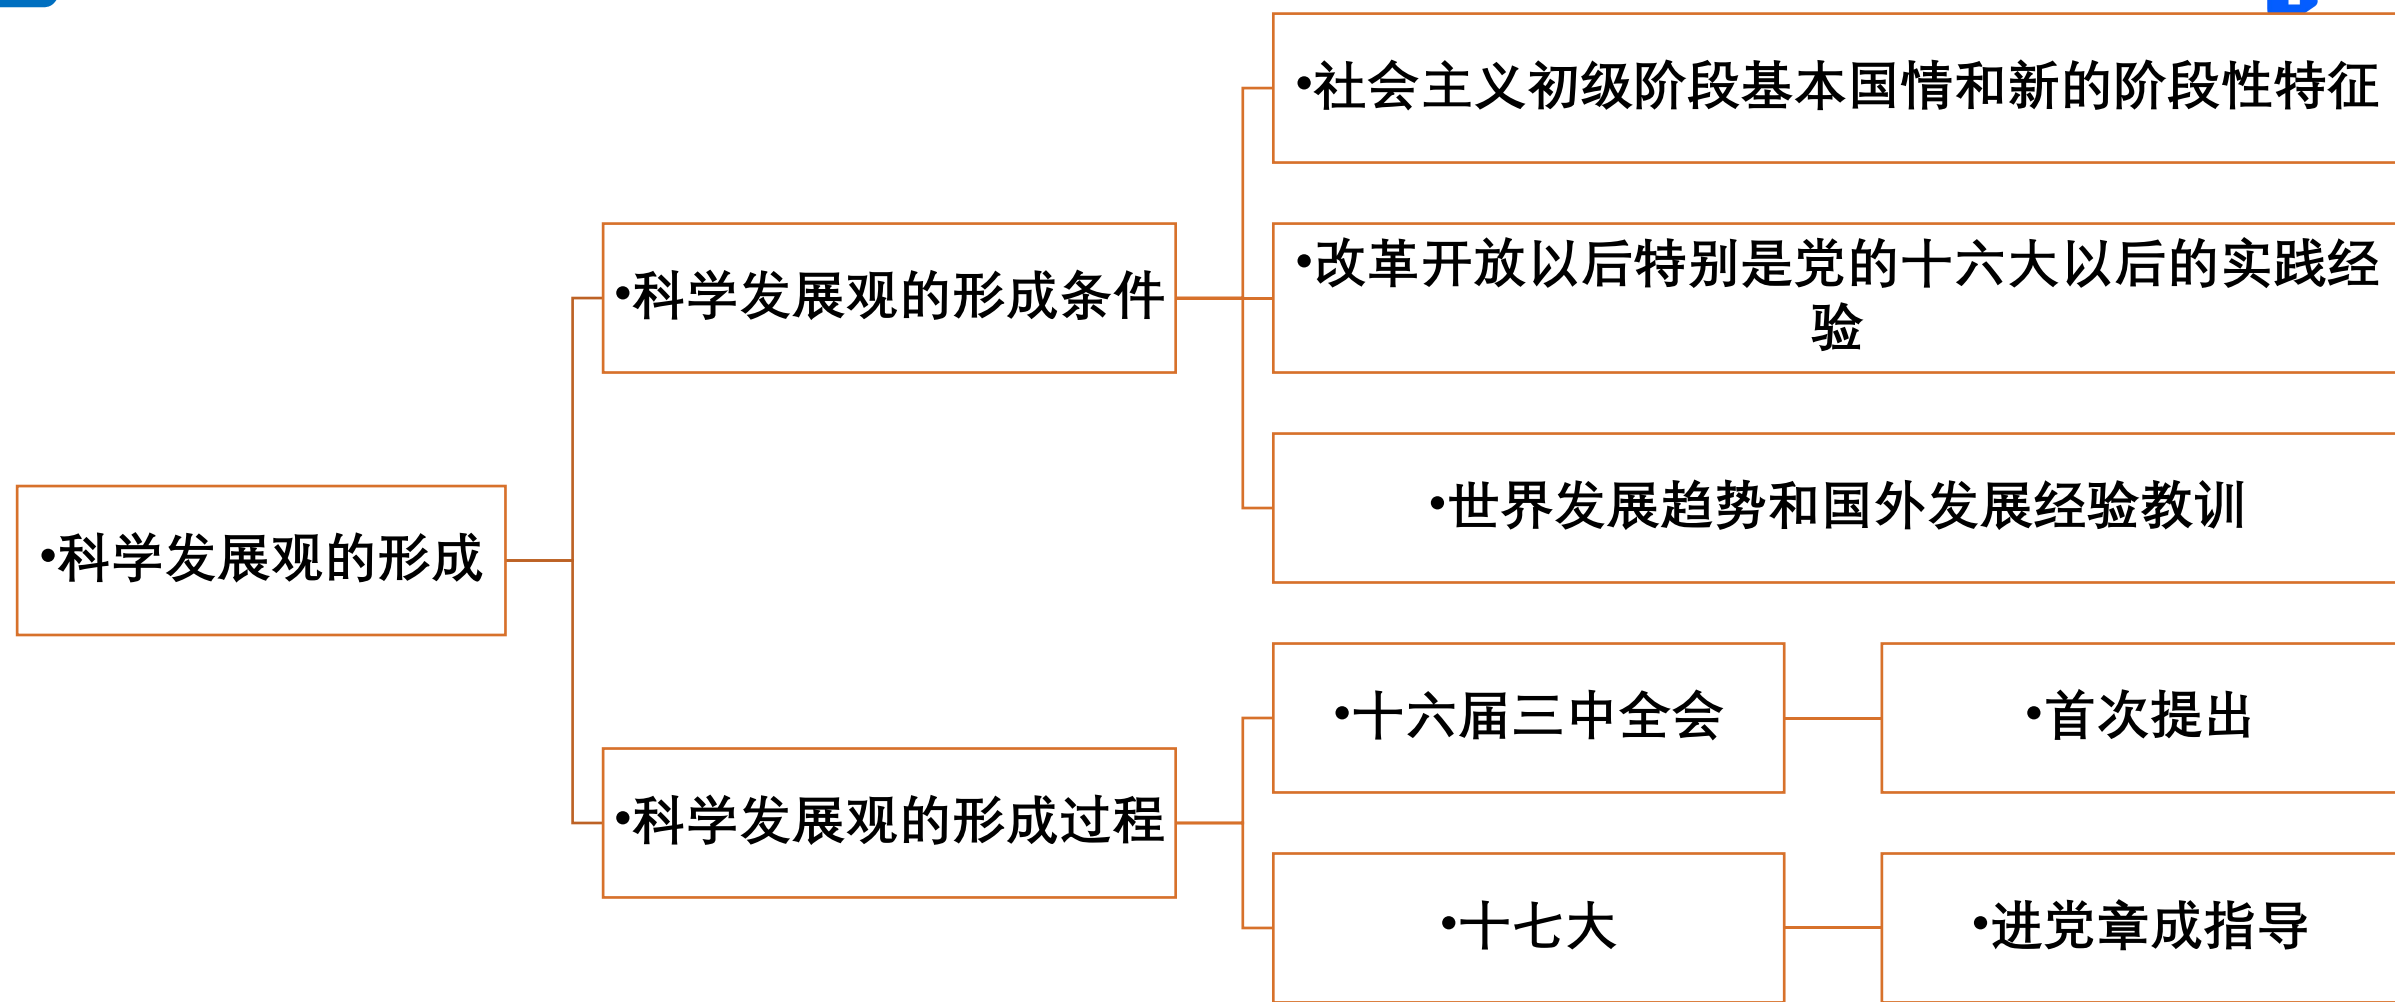 •社会主义初级阶段基本国情和新的阶段性特征
•科学发展观的形成条件
•改革开放以后特别是党的十六大以后的实践经
验
•世界发展趋势和国外发展经验教训
•科学发展观的形成
•科学发展观的形成过程
•十六届三中全会
•首次提出
•十七大
•进党章成指导